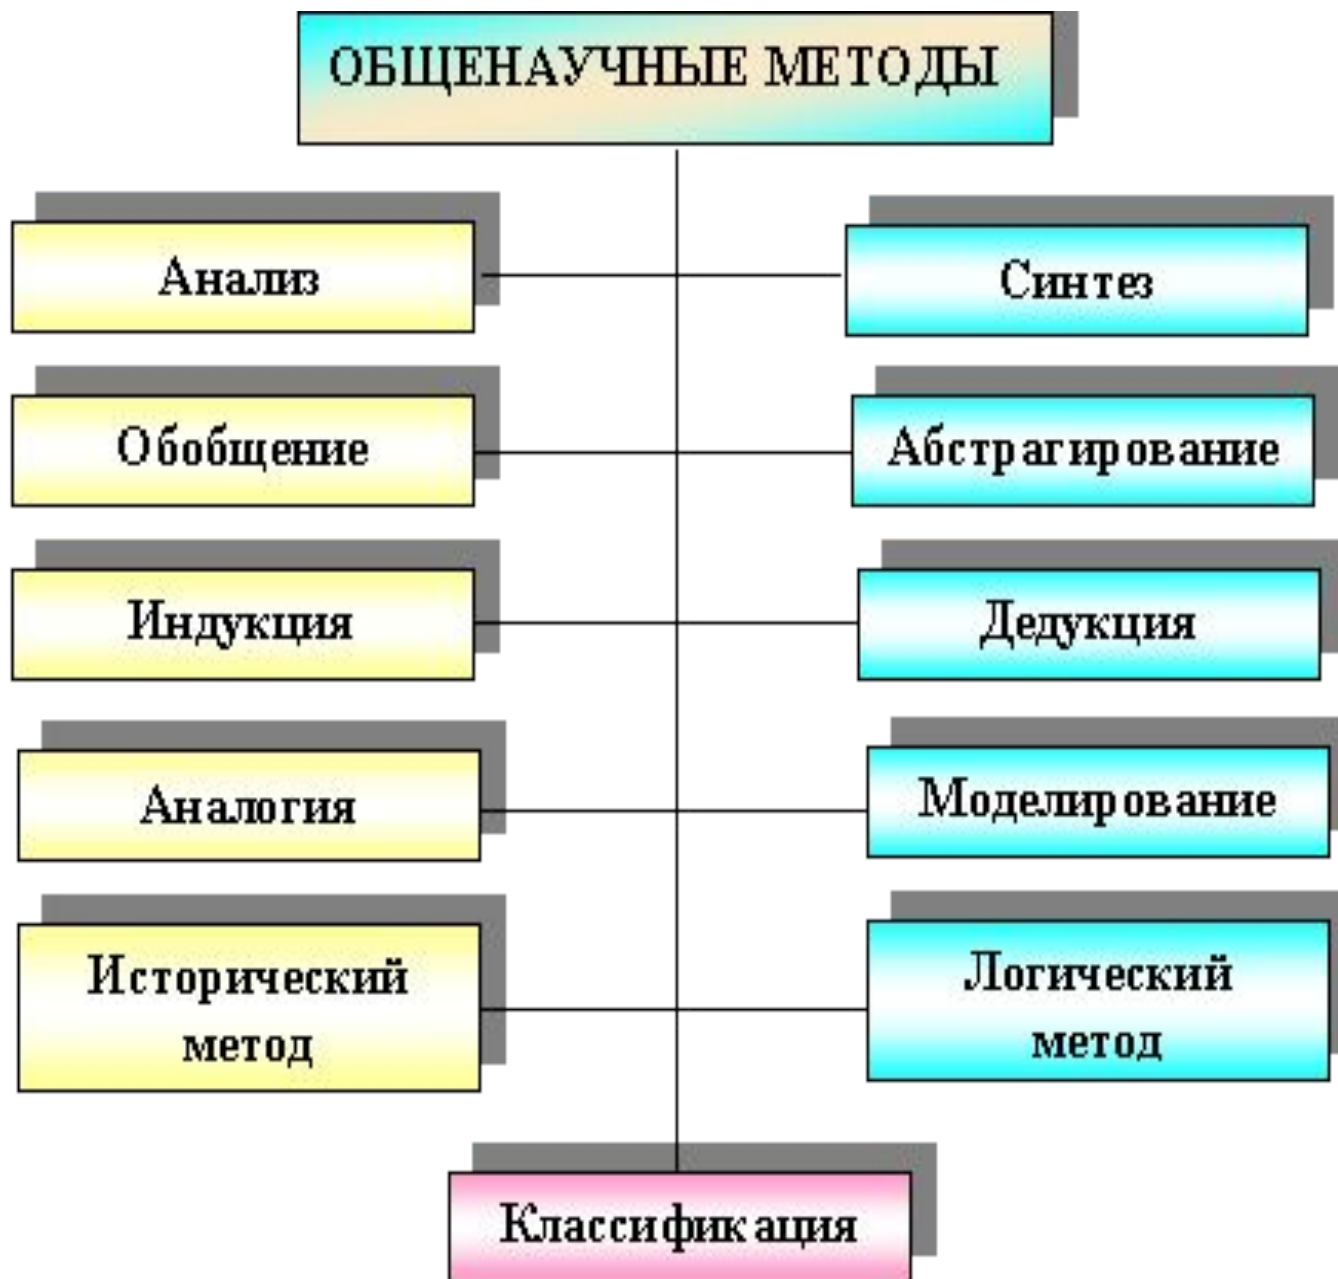 ОБЩЕНАУЧНЫЕ МЕТОДЫ
Анализ
Синтез
Обобщение
Абстрагирование
Индукция
Дедукция
Аналогия
Моделирование
Исторический
метод
Логический
метод
Классификация